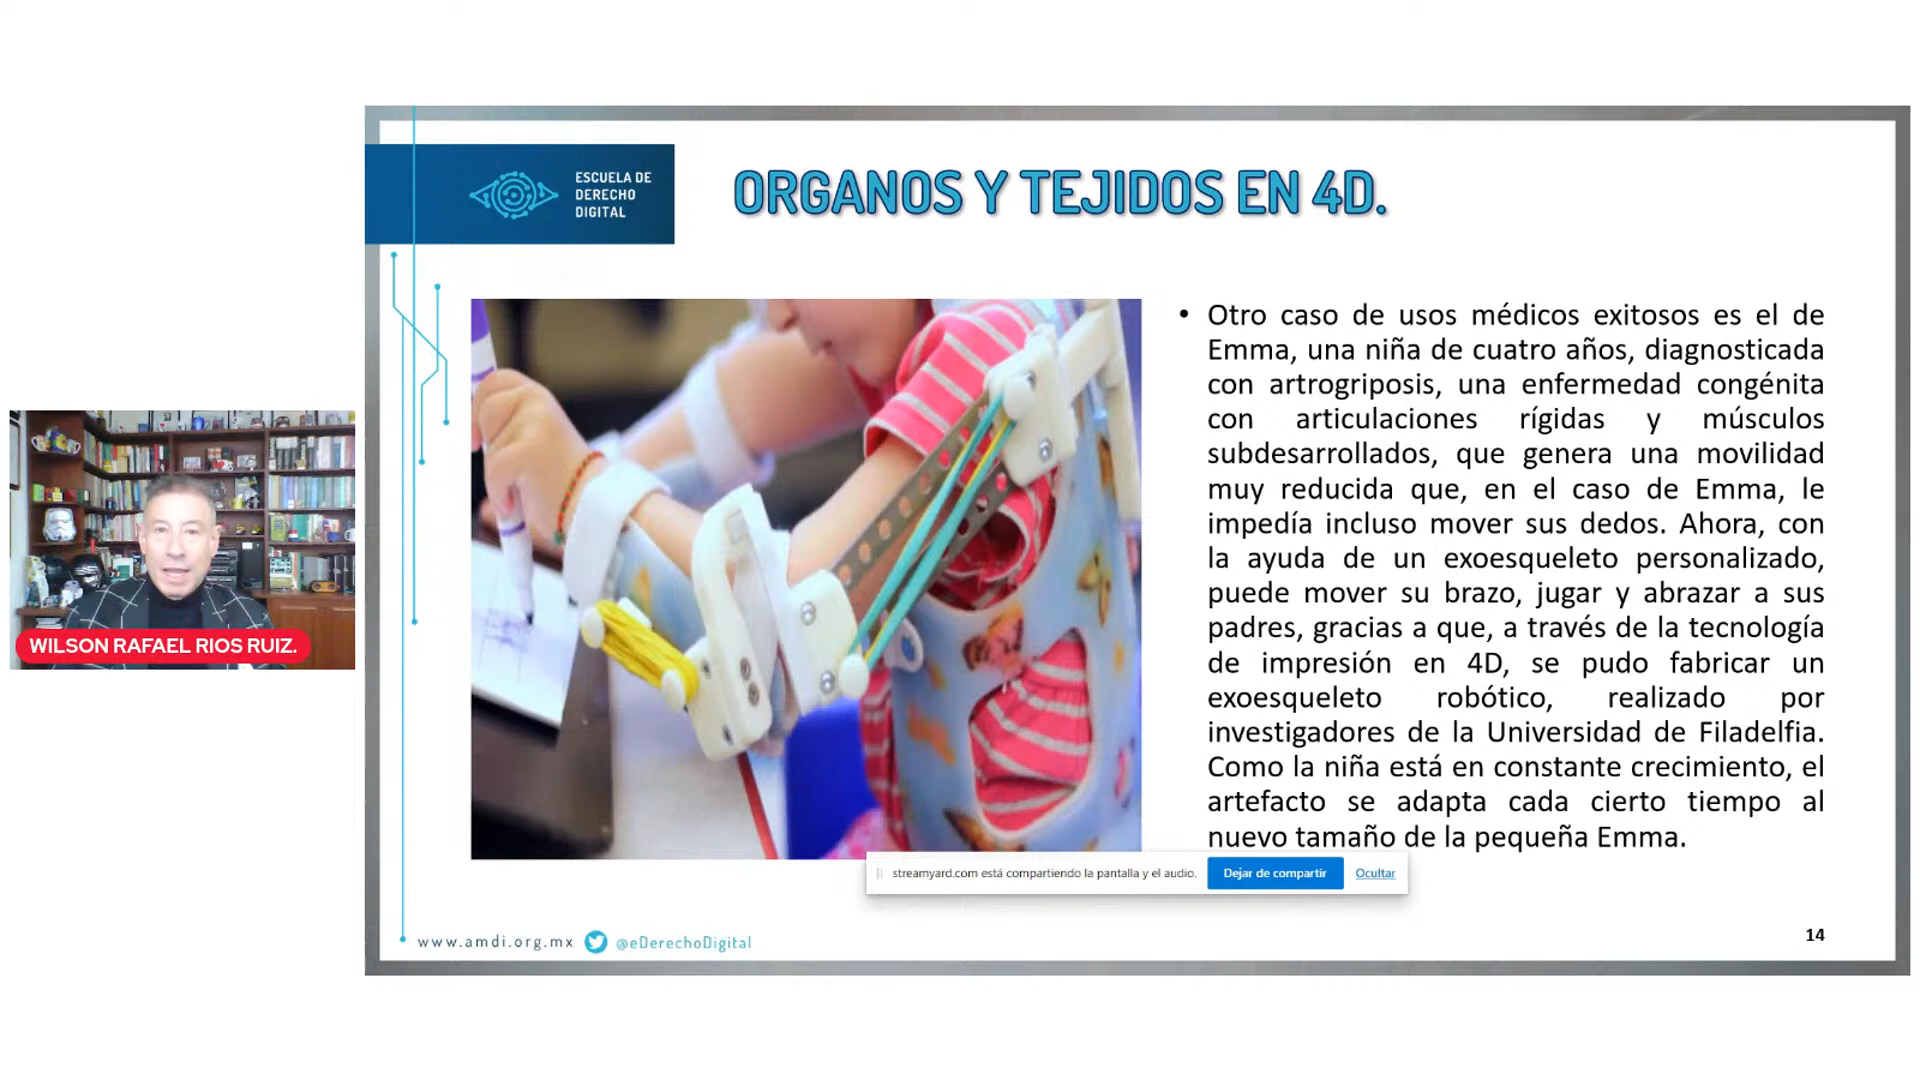 ESCUELA DE
DERECHO
DIGITAL
ORGANOS Y TEJIDOS EN 4D.
• Otro caso de usos médicos exitosos es el de
Emma, una niña de cuatro años, diagnosticada
con artrogriposis, una enfermedad congénita
con articulaciones rígidas y músculos
subdesarrollados, que genera una movilidad
muy reducida que, en el caso de Emma, le
impedía incluso mover sus dedos. Ahora, con
la ayuda de un exoesqueleto personalizado,
puede mover su brazo, jugar y abrazar a sus
padres, gracias a que, a través de la tecnología
de impresión en 4D, se pudo fabricar un
exoesqueleto robótico, realizado por
investigadores de la Universidad de Filadelfia.
Como la niña está en constante crecimiento, el
artefacto se adapta cada cierto tiempo al
nuevo tamaño de la pequeña Emma.
WILSON RAFAEL RIOS RUIZ.
streamyard.com está compartiendo la pantalla y el audio.
Dejar de compartir
Ocultar
www.amdi.org.mx
@eDerechoDigital
14